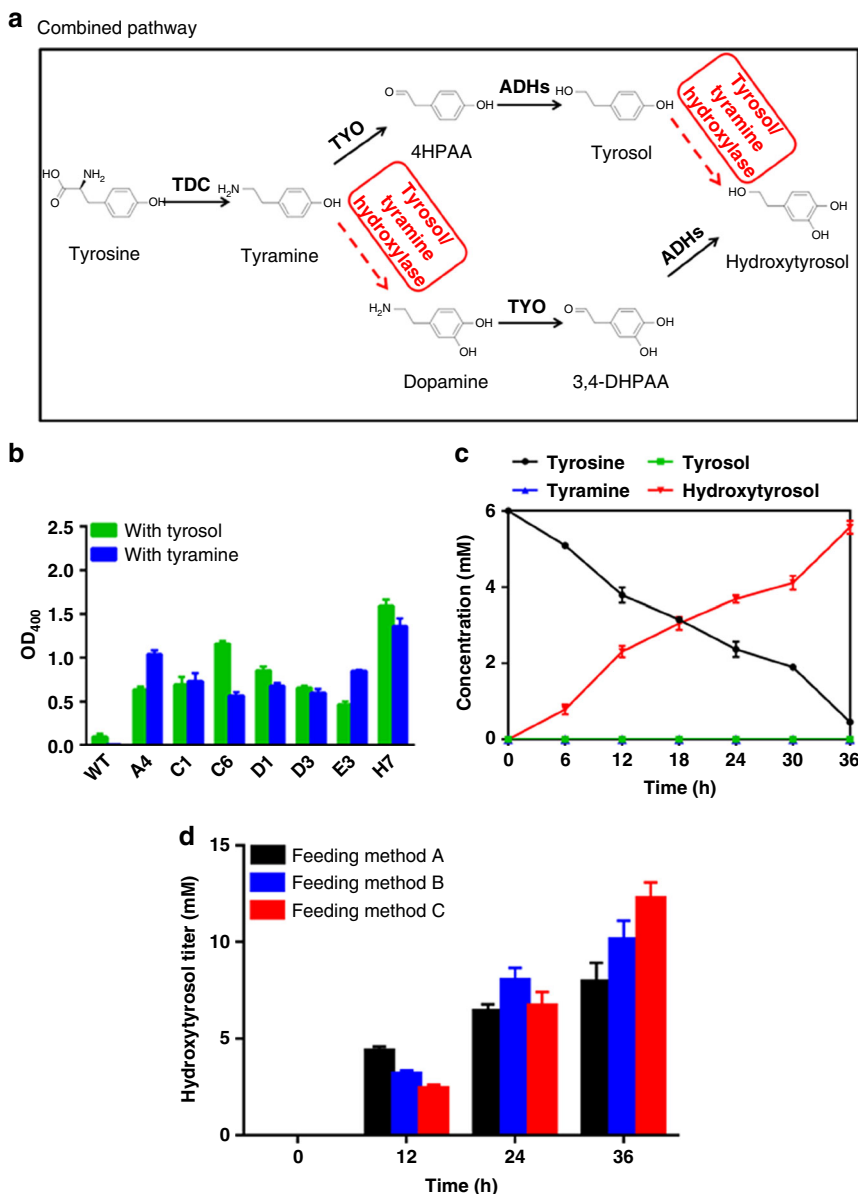 a
Combined pathway
O
OH
4HPAA
ADHs
HO
OH
Tyrosol
Tyrosol/
tyramine
hydroxylase
TYO
HO
NH2
O
OH
Tyrosine
TDC
H2N
OH
Tyramine
Tyrosol/
tyramine
hydroxylase
HO
OH
OH
Hydroxytyrosol
ADHs
H2N
OH
OH
Dopamine
TYO
O
OH
OH
3,4-DHPAA
b
With tyrosol
With tyramine
OD400
2.5
2.0
1.5
1.0
0.5
0.0
WT
A4
C1
C6
D1
D3
E3
H7
c
Tyrosine
Tyrosol
Tyramine
Hydroxytyrosol
Concentration (mM)
6
4
2
0
0
6
12
18
24
30
36
Time (h)
d
Feeding method A
Feeding method B
Feeding method C
Hydroxytyrosol titer (mM)
15
10
5
0
0
12
24
36
Time (h)